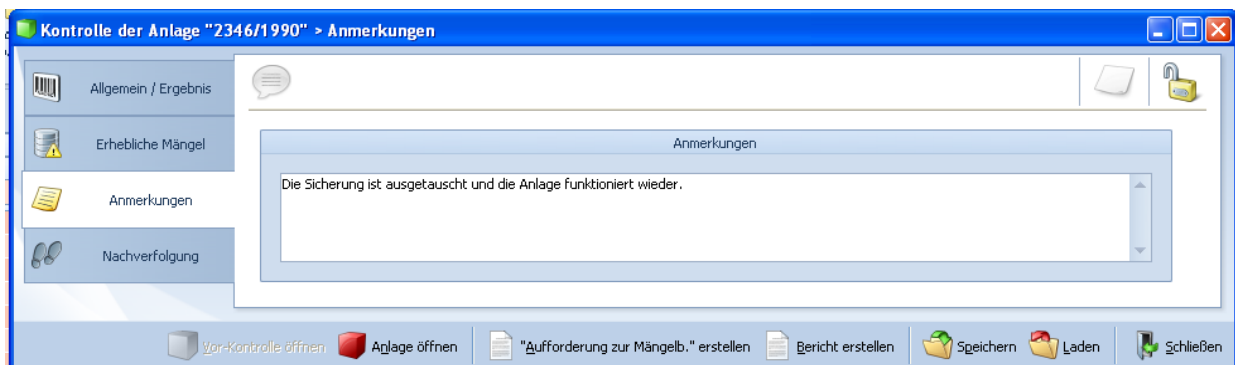 Kontrolle der Anlage "2346/1990" > Anmerkungen
Allgemein / Ergebnis
Erhebliche Mängel
Anmerkungen
Nachverfolgung
Anmerkungen
Die Sicherung ist ausgetauscht und die Anlage funktioniert wieder.
Vor-Kontrolle öffnen Anlage öffnen "Aufforderung zur Mängelb." erstellen Bericht erstellen Speichern Laden Schließen